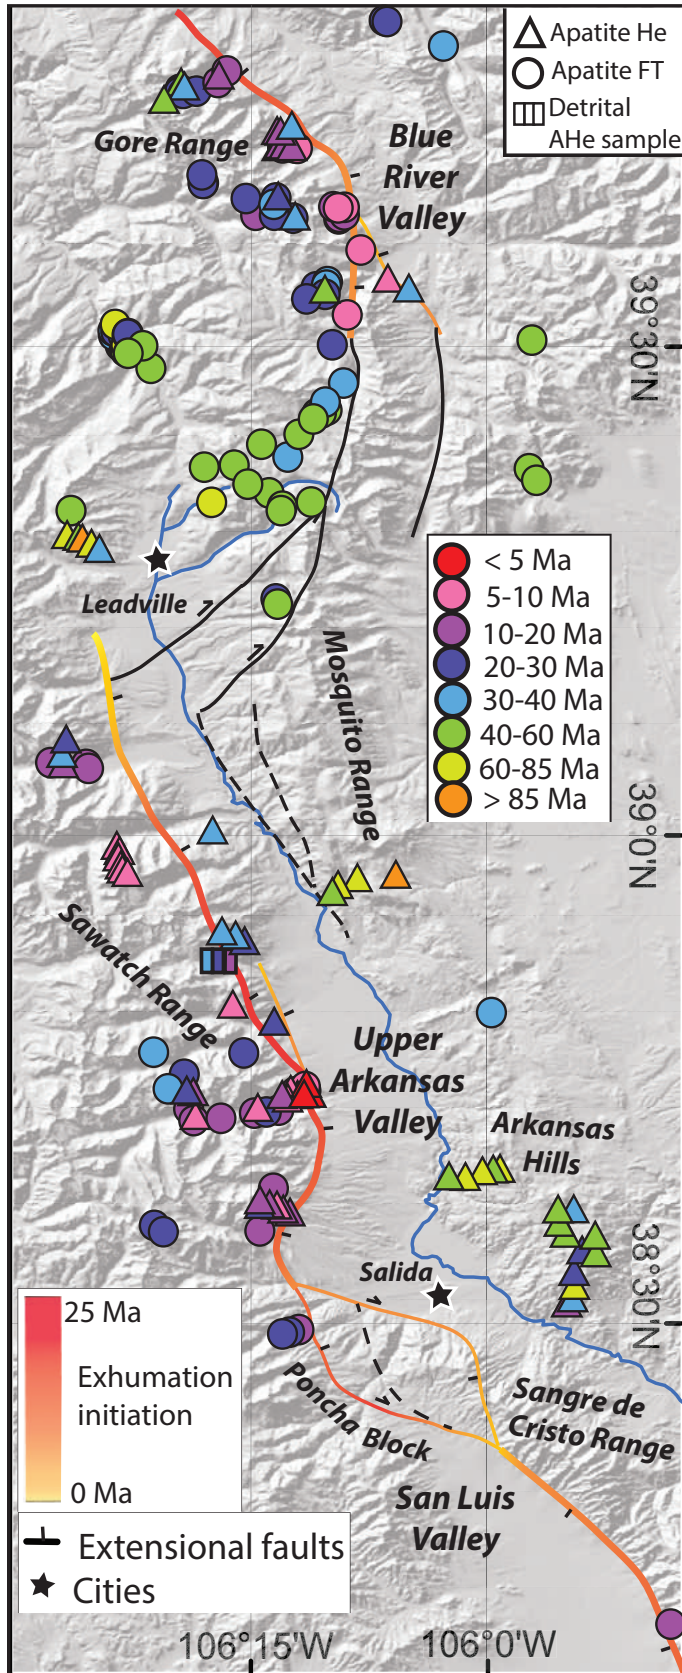 Apatite He
Apatite FT
Detrital
AHe sample
Gore Range
Blue
River
Valley
39°30'N
< 5 Ma
5-10 Ma
10-20 Ma
20-30 Ma
30-40 Ma
40-60 Ma
60-85 Ma
> 85 Ma
Leadville
Mosquito Range
39°0'N
Sawatch Range
Upper
Arkansas
Valley
Arkansas
Hills
38°30'N
Salida
25 Ma
Exhumation
initiation
0 Ma
Poncha Block
Sangre de
Cristo Range
San Luis
Valley
Extensional faults
Cities
106°15'W
106°0'W